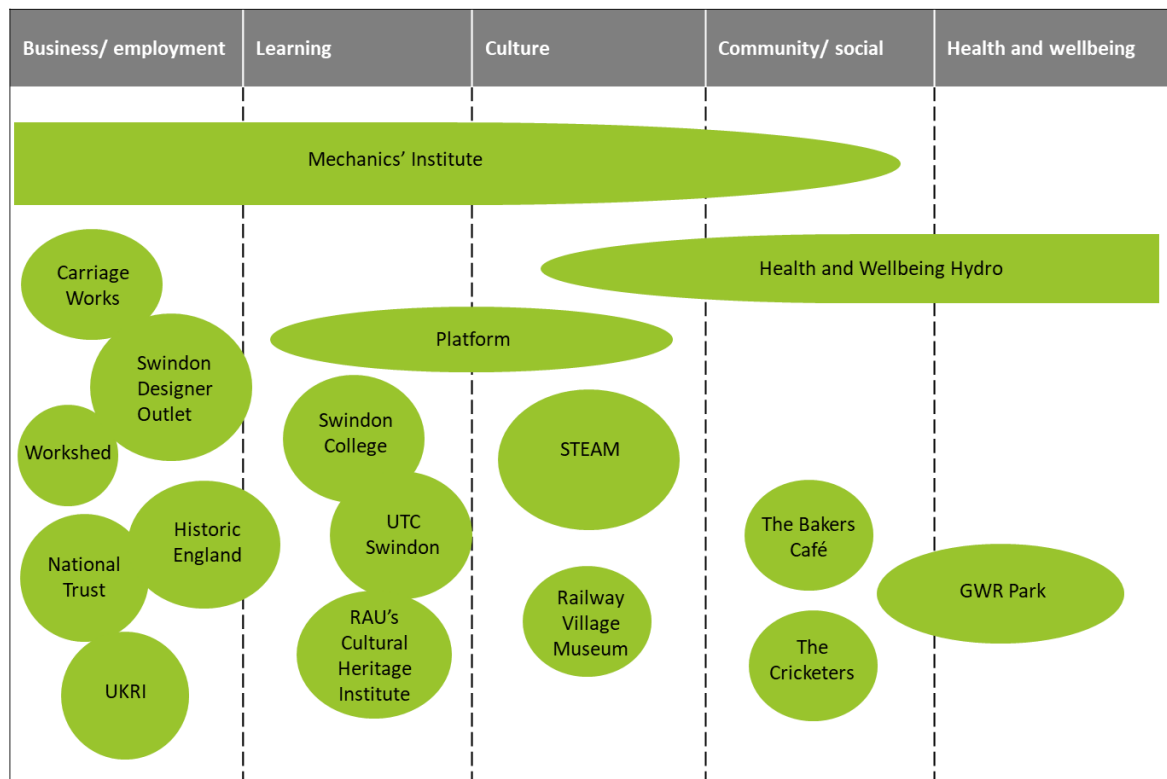 Business/ employment
Learning
Culture
Community/ social
Health and wellbeing
Mechanics’ Institute
Health and Wellbeing Hydro
Carriage
Works
Platform
Swindon
Designer
Outlet
Workshed
Swindon
College
STEAM
National
Trust
Historic
England
UTC
Swindon
The Bakers
Café
GWR Park
UKRI
RAU’s
Cultural
Heritage
Institute
Railway
Village
Museum
The
Cricketers